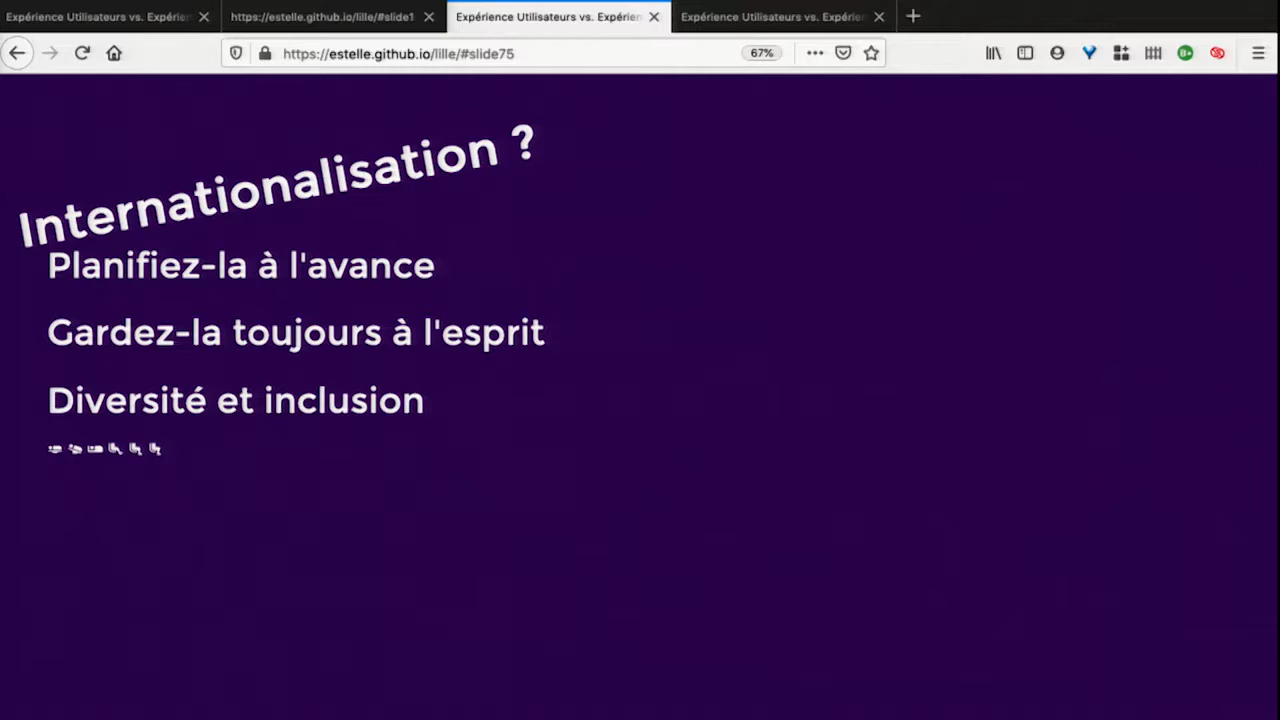 Expérience Utilisateurs vs. Expérien
https://estelle.github.io/lille/#slide1
Expérience Utilisateurs vs. Expérien
Expérience Utilisateurs vs. Expérien
https://estelle.github.io/lille/#slide75
67%
Internationalisation ?
Planifiez-la à l'avance
Gardez-la toujours à l'esprit
Diversité et inclusion